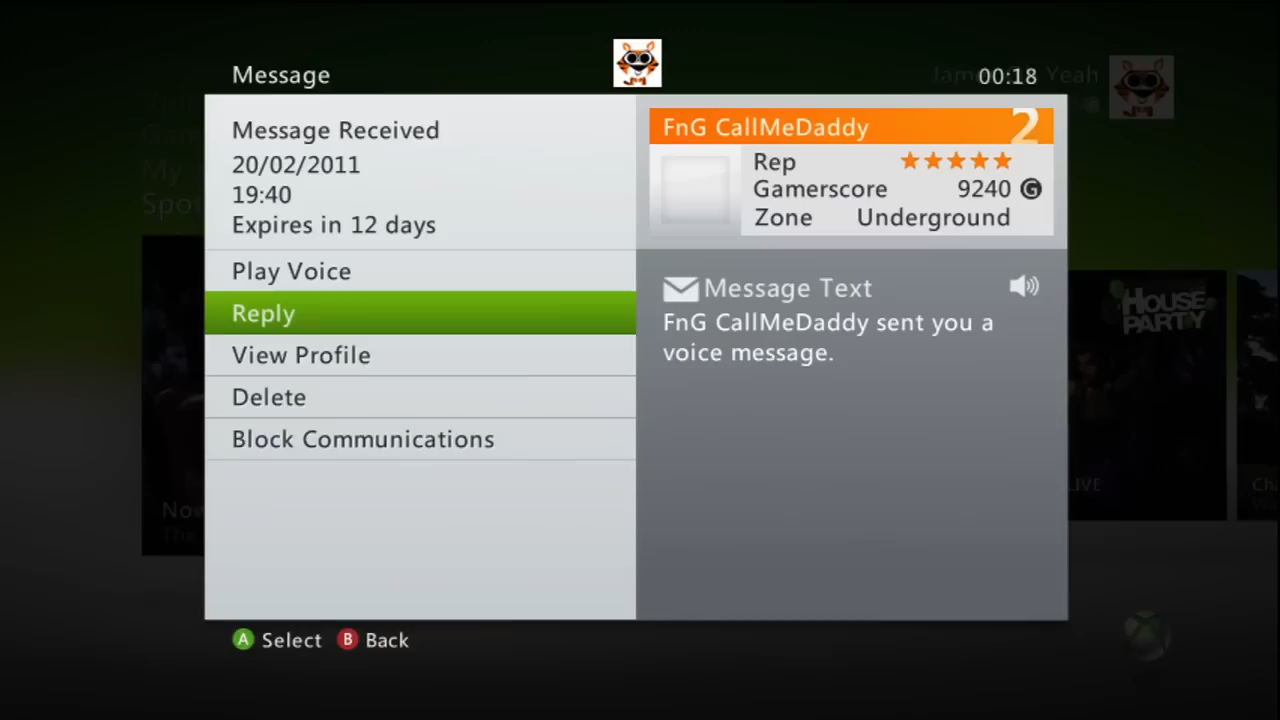 Message
00:18
Message Received
20/02/2011
19:40
Expires in 12 days
Play Voice
Reply
View Profile
Delete
Block Communications
FnG CallMeDaddy 2
Rep
Gamerscore 9240 G
Zone Underground
Message Text
FnG CallMeDaddy sent you a
voice message.
HOUSE
PARTY
LIVE
A Select B Back